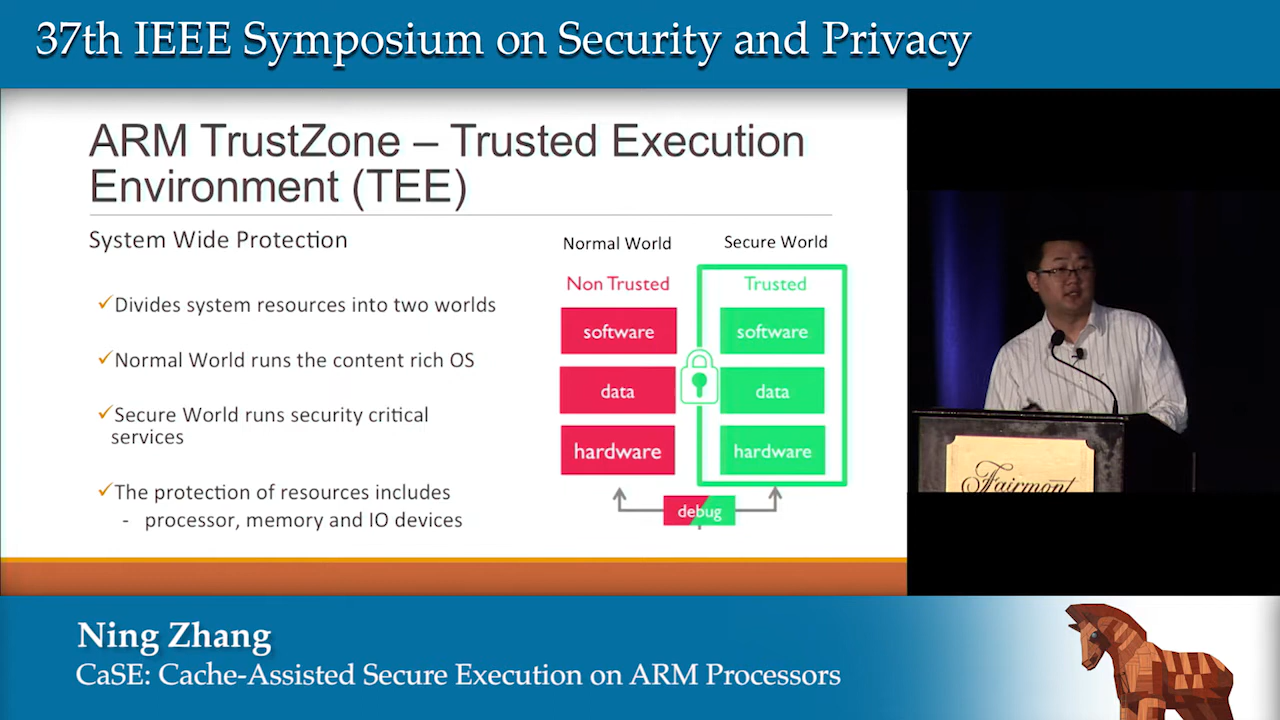 37th IEEE Symposium on Security and Privacy
ARM TrustZone – Trusted Execution
Environment (TEE)
System Wide Protection
✓Divides system resources into two worlds
✓Normal World runs the content rich OS
✓Secure World runs security critical
services
✓The protection of resources includes
- processor, memory and IO devices
Normal World
Secure World
Non Trusted
Trusted
software
software
data
data
hardware
hardware
debug
Fairmont
Ning Zhang
CaSE: Cache-Assisted Secure Execution on ARM Processors